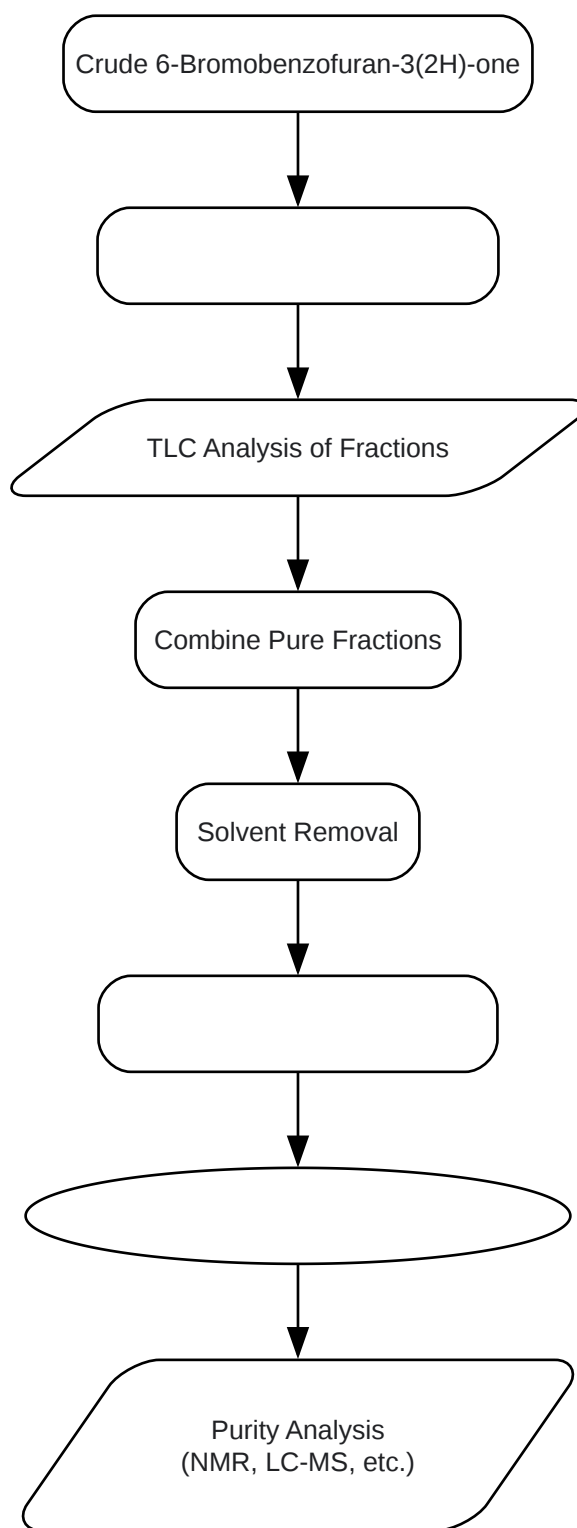 Crude 6-Bromobenzofuran-3(2H)-one
TLC Analysis of Fractions
Combine Pure Fractions
Solvent Removal
Purity Analysis
(NMR, LC-MS, etc.)